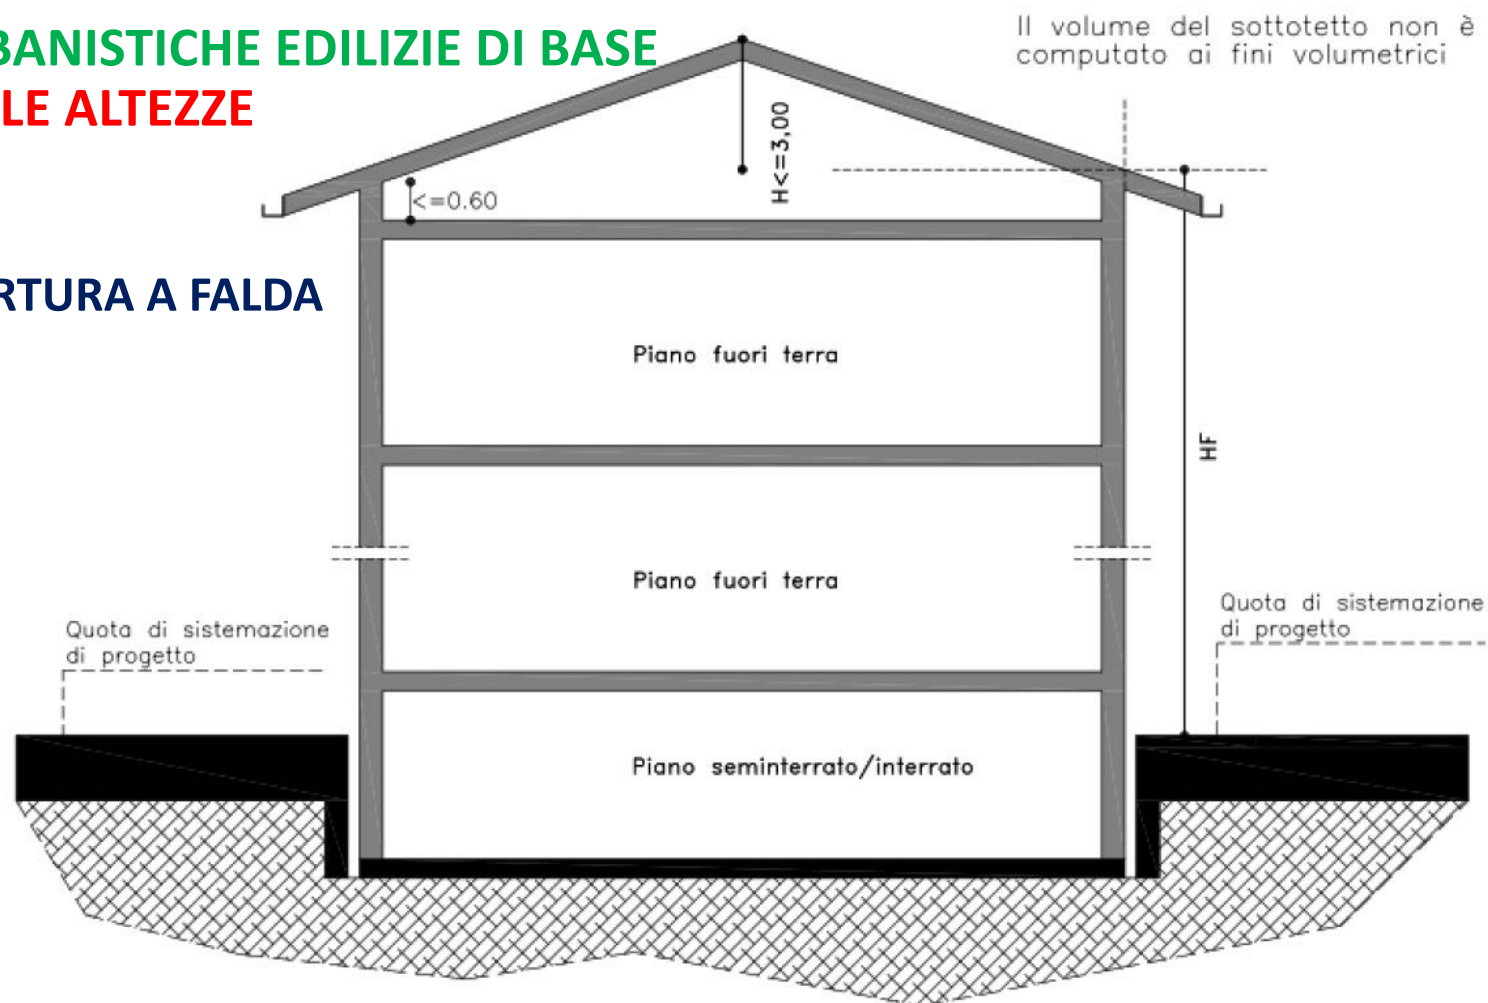 BANISTICHE EDILIZIE DI BASE
LE ALTEZZE
Il volume del sottotetto non è
computato ai fini volumetrici
H<=3,00
<=0.60
RTURA A FALDA
Piano fuori terra
HF
Piano fuori terra
Quota di sistemazione
di progetto
Quota di sistemazione
di progetto
Piano seminterrato/interrato